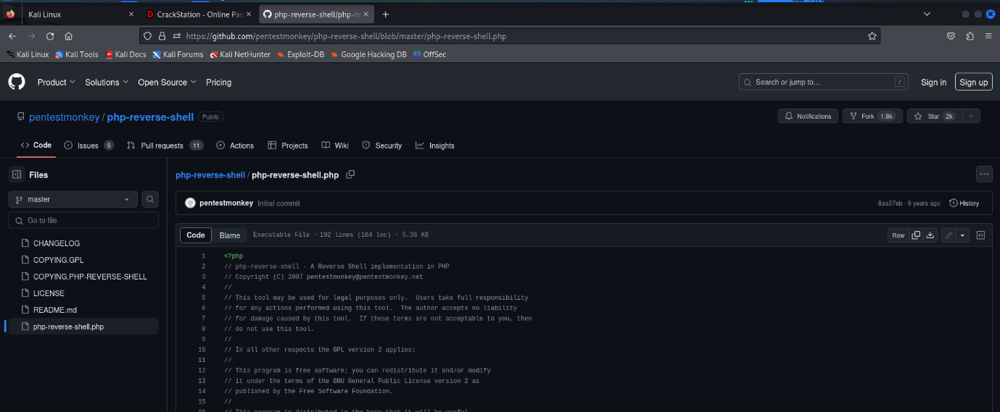 Kali Linux
CrackStation - Online Pas
php-reverse-shell/php-re
https://github.com/pentestmonkey/php-reverse-shell/blob/master/php-reverse-shell.php
Kali Linux Kali Tools Kali Docs Kali Forums Kali NetHunter Exploit-DB Google Hacking DB OffSec
Product Solutions Open Source Pricing Search or jump to... / Sign in Sign up
pentestmonkey / php-reverse-shell Public Notifications Fork 1.8k Star 2k
Code Issues 5 Pull requests 11 Actions Projects Wiki Security Insights
Files
master
Go to file
CHANGELOG
COPYING.GPL
COPYING.PHP-REVERSE-SHELL
LICENSE
README.md
php-reverse-shell.php
php-reverse-shell / php-reverse-shell.php
pentestmonkey Initial commit 8aa37eb · 9 years ago History
Code Blame Executable File · 192 lines (164 loc) · 5.36 KB Raw
1 <?php
2 // php-reverse-shell - A Reverse Shell implementation in PHP
3 // Copyright (C) 2007 pentestmonkey@pentestmonkey.net
4 //
5 // This tool may be used for legal purposes only.  Users take full responsibility
6 // for any actions performed using this tool.  The author accepts no liability
7 // for damage caused by this tool.  If these terms are not acceptable to you, then
8 // do not use this tool.
9 //
10 // In all other respects the GPL version 2 applies:
11 //
12 // This program is free software; you can redistribute it and/or modify
13 // it under the terms of the GNU General Public License version 2 as
14 // published by the Free Software Foundation.
15 //
16 // This program is distributed in the hope that it will be useful